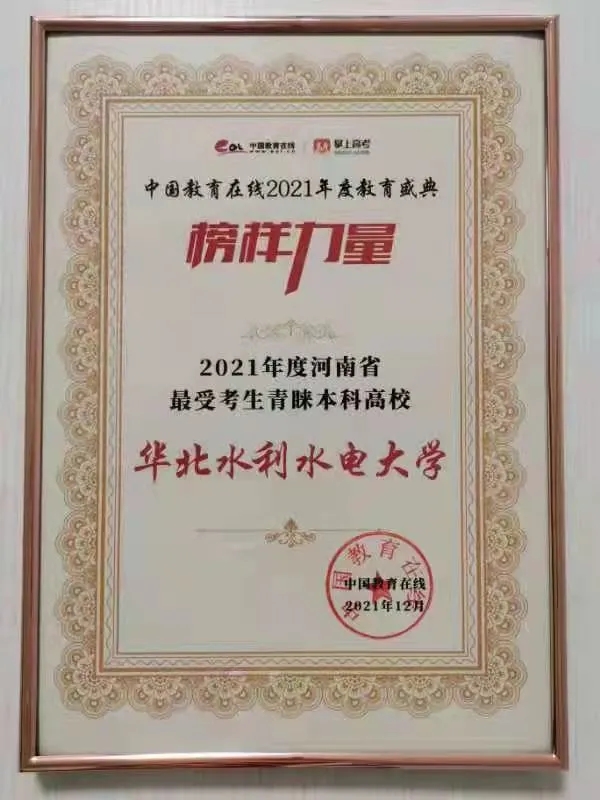 eol 中国教育在线 掌上高考
www.eol.cn
中国教育在线2021年度教育盛典
榜样力量
2021年度河南省
最受考生青睐本科高校
华北水利水电大学
中国教育在线
中国教育在线
2021年12月